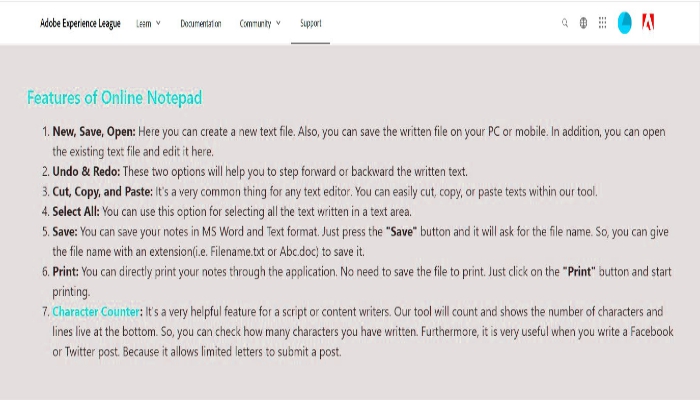 Adobe Experience League Learn Documentation Community Support
Features of Online Notepad
1. New, Save, Open: Here you can create a new text file. Also, you can save the written file on your PC or mobile. In addition, you can open
the existing text file and edit it here.
2. Undo & Redo: These two options will help you to step forward or backward the written text.
3. Cut, Copy, and Paste: It's a very common thing for any text editor. You can easily cut, copy, or paste texts within our tool.
4. Select All: You can use this option for selecting all the text written in a text area.
5. Save: You can save your notes in MS Word and Text format. Just press the "Save" button and it will ask for the file name. So, you can give
the file name with an extension(i.e. Filename.txt or Abc.doc) to save it.
6. Print: You can directly print your notes through the application. No need to save the file to print. Just click on the "Print" button and start
printing.
7. Character Counter: It's a very helpful feature for a script or content writers. Our tool will count and shows the number of characters and
lines live at the bottom. So, you can check how many characters you have written. Furthermore, it is very useful when you write a Facebook
or Twitter post. Because it allows limited letters to submit a post.